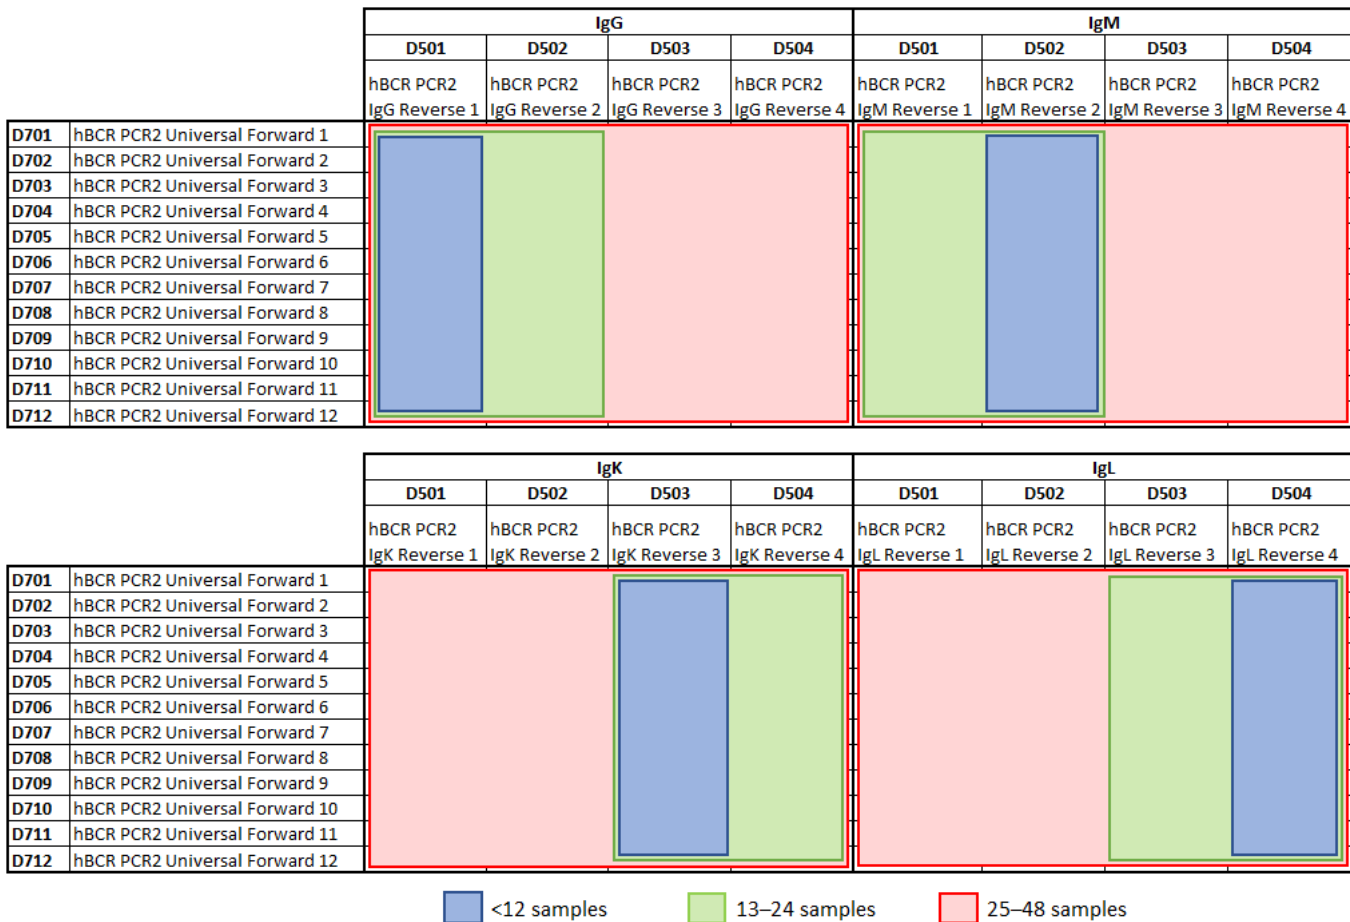 IgG IgM
D501 D502 D503 D504 D501 D502 D503 D504
hBCR PCR2 hBCR PCR2 hBCR PCR2 hBCR PCR2 hBCR PCR2 hBCR PCR2 hBCR PCR2 hBCR PCR2
IgG Reverse 1 IgG Reverse 2 IgG Reverse 3 IgG Reverse 4 IgM Reverse 1 IgM Reverse 2 IgM Reverse 3 IgM Reverse 4
D701 hBCR PCR2 Universal Forward 1
D702 hBCR PCR2 Universal Forward 2
D703 hBCR PCR2 Universal Forward 3
D704 hBCR PCR2 Universal Forward 4
D705 hBCR PCR2 Universal Forward 5
D706 hBCR PCR2 Universal Forward 6
D707 hBCR PCR2 Universal Forward 7
D708 hBCR PCR2 Universal Forward 8
D709 hBCR PCR2 Universal Forward 9
D710 hBCR PCR2 Universal Forward 10
D711 hBCR PCR2 Universal Forward 11
D712 hBCR PCR2 Universal Forward 12
IgK IgL
D501 D502 D503 D504 D501 D502 D503 D504
hBCR PCR2 hBCR PCR2 hBCR PCR2 hBCR PCR2 hBCR PCR2 hBCR PCR2 hBCR PCR2 hBCR PCR2
IgK Reverse 1 IgK Reverse 2 IgK Reverse 3 IgK Reverse 4 IgL Reverse 1 IgL Reverse 2 IgL Reverse 3 IgL Reverse 4
D701 hBCR PCR2 Universal Forward 1
D702 hBCR PCR2 Universal Forward 2
D703 hBCR PCR2 Universal Forward 3
D704 hBCR PCR2 Universal Forward 4
D705 hBCR PCR2 Universal Forward 5
D706 hBCR PCR2 Universal Forward 6
D707 hBCR PCR2 Universal Forward 7
D708 hBCR PCR2 Universal Forward 8
D709 hBCR PCR2 Universal Forward 9
D710 hBCR PCR2 Universal Forward 10
D711 hBCR PCR2 Universal Forward 11
D712 hBCR PCR2 Universal Forward 12
<12 samples 13–24 samples 25–48 samples